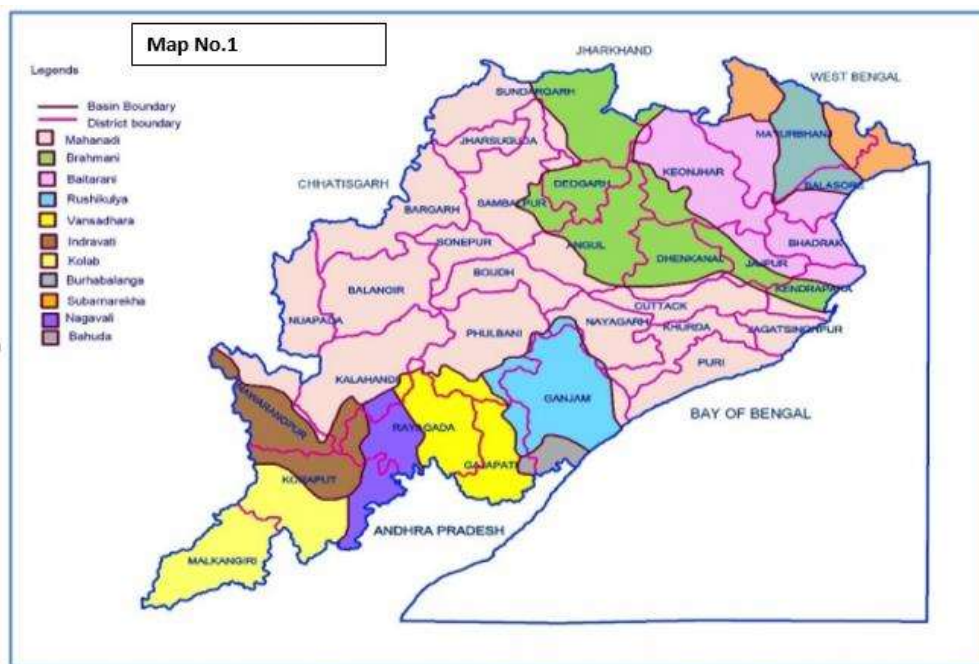 Map No.1
Legends
Basin Boundary
District boundary
Mahanadi
Brahmani
Baitarani
Rushikulya
Vansadhara
Indravati
Kolab
Burhabalanga
Subarnarekha
Nagavali
Bahuda
JHARKHAND
WEST BENGAL
CHHATISGARH
SUNDARGARH
JHARSUGUDA
MAYURBHANJ
KEONJHAR
DEOGARH
BALASORE
BARGARH
SAMBALPUR
SONEPUR
ANGUL
BHADRAK
DHENKANAL
JAJPUR
BOUDH
BALANGIR
KENDRAPARA
CUTTACK
NUAPADA
PHULBANI
NAYAGARH
KHURDA
JAGATSINGHPUR
PURI
KALAHANDI
NAWARANGPUR
GANJAM
BAY OF BENGAL
RAYAGADA
GAJAPATI
KORAPUT
ANDHRA PRADESH
MALKANGIRI